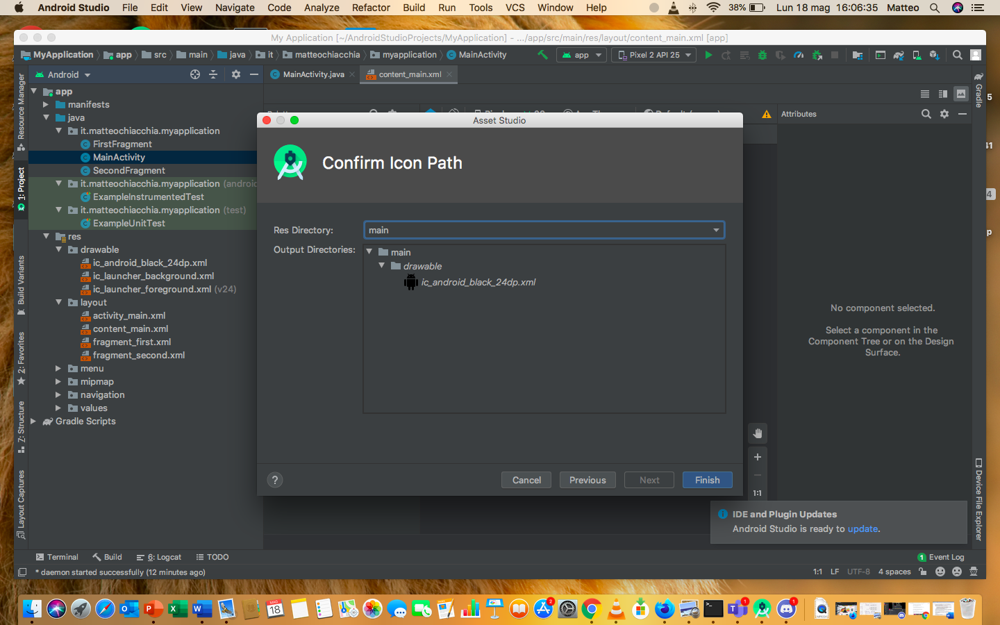 Android Studio File Edit View Navigate Code Analyze Refactor Build Run Tools VCS Window Help 38% Lun 18 mag 16:06:35 Matteo
My Application [~/AndroidStudioProjects/MyApplication] – .../app/src/main/res/layout/content_main.xml [app]
MyApplication app src main java it matteochiacchia myapplication MainActivity app Pixel 2 API 25
Android MainActivity.java content_main.xml
Resource Manager
1: Project
Build Variants
2: Favorites
7: Structure
Layout Captures
app
manifests
java
it.matteochiacchia.myapplication
FirstFragment
MainActivity
SecondFragment
it.matteochiacchia.myapplication (android
ExampleInstrumentedTest
it.matteochiacchia.myapplication (test)
ExampleUnitTest
res
drawable
ic_android_black_24dp.xml
ic_launcher_background.xml
ic_launcher_foreground.xml (v24)
layout
activity_main.xml
content_main.xml
fragment_first.xml
fragment_second.xml
menu
mipmap
navigation
values
Gradle Scripts
Asset Studio
Confirm Icon Path
Res Directory: main
Output Directories: main
drawable
ic_android_black_24dp.xml
? Cancel Previous Next Finish
Attributes
No component selected.
Select a component in the
Component Tree or on the Design
Surface.
1:1
Gradle
Device File Explorer
IDE and Plugin Updates
Android Studio is ready to update.
Terminal Build 6: Logcat TODO 1 Event Log
* daemon started successfully (12 minutes ago) 1:1 LF UTF-8 4 spaces